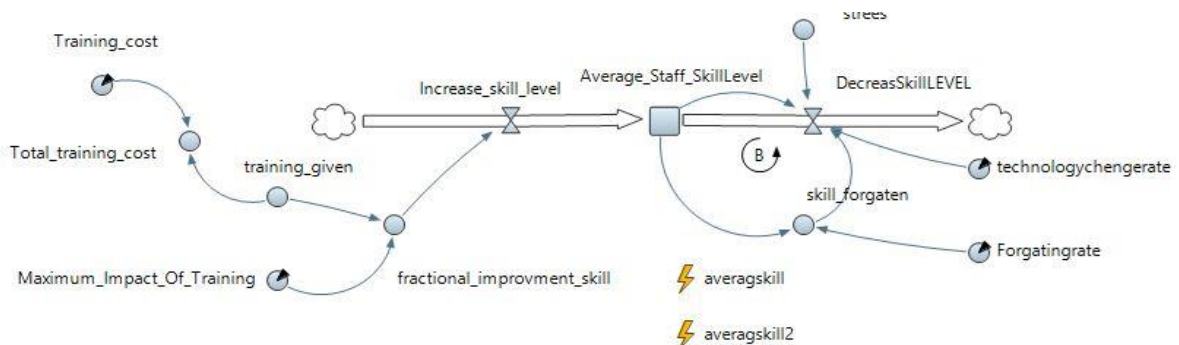 strees
Training_cost
Average_Staff_SkillLevel
DecreasSkillLEVEL
Increase_skill_level
Total_training_cost
training_given
B
technologychengerate
skill_forgaten
Maximum_Impact_Of_Training
fractional_improvment_skill
Forgatingrate
averagskill
averagskill2